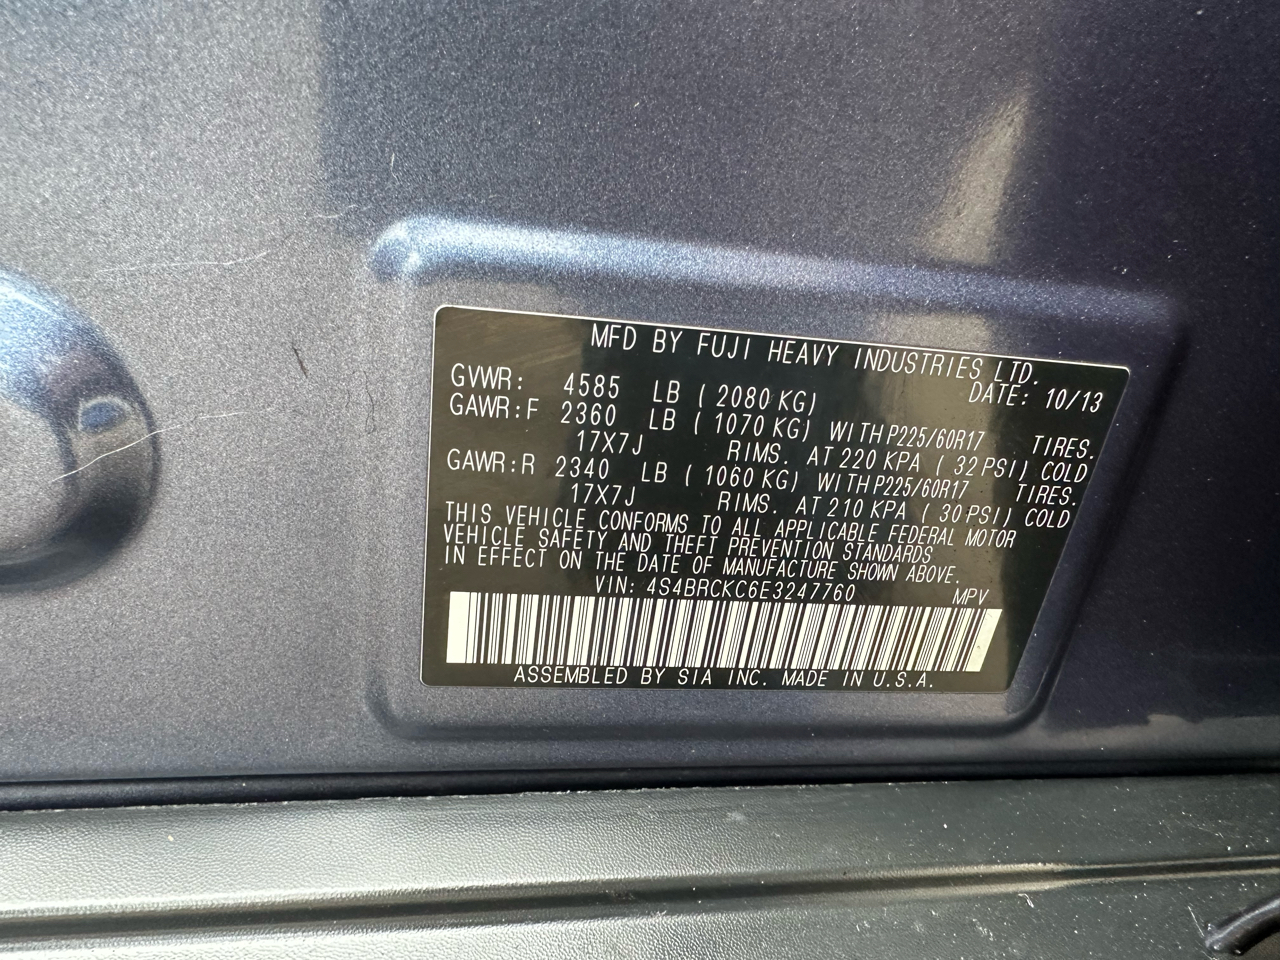 MFD BY FUJI HEAVY INDUSTRIES LTD.
GVWR: 4585 LB ( 2080 KG) DATE: 10/13
GAWR:F 2360 LB ( 1070 KG) WITH P225/60R17 TIRES.
17X7J RIMS. AT 220 KPA ( 32 PSI) COLD
GAWR:R 2340 LB ( 1060 KG) WITH P225/60R17 TIRES.
17X7J RIMS. AT 210 KPA ( 30 PSI) COLD
THIS VEHICLE CONFORMS TO ALL APPLICABLE FEDERAL MOTOR
VEHICLE SAFETY AND THEFT PREVENTION STANDARDS
IN EFFECT ON THE DATE OF MANUFACTURE SHOWN ABOVE.
VIN: 4S4BRCKC6E3247760 MPV
ASSEMBLED BY SIA INC. MADE IN U.S.A.